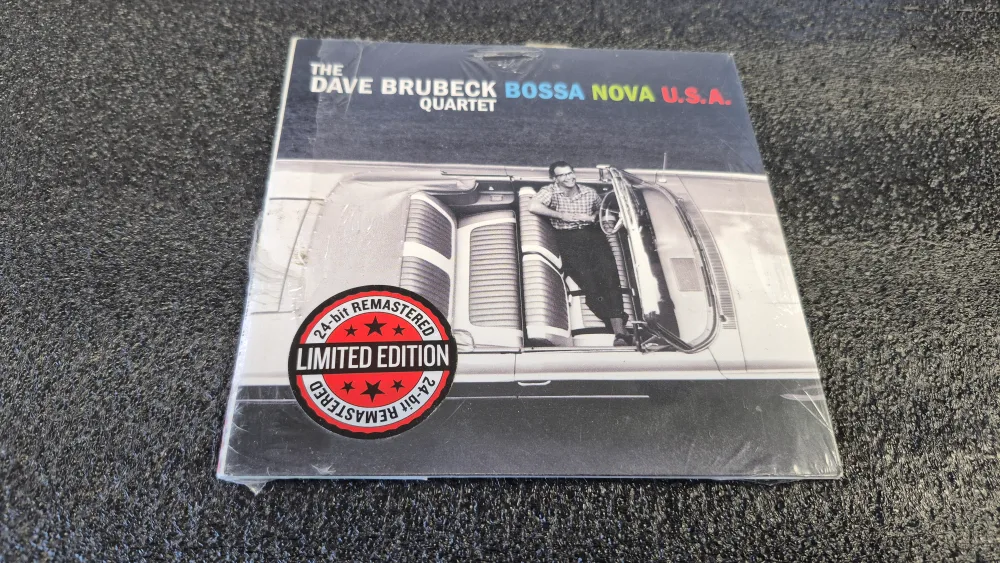 THE
DAVE BRUBECK BOSSA NOVA U.S.A.
QUARTET
24-bit REMASTERED
LIMITED EDITION
24-bit REMASTERED